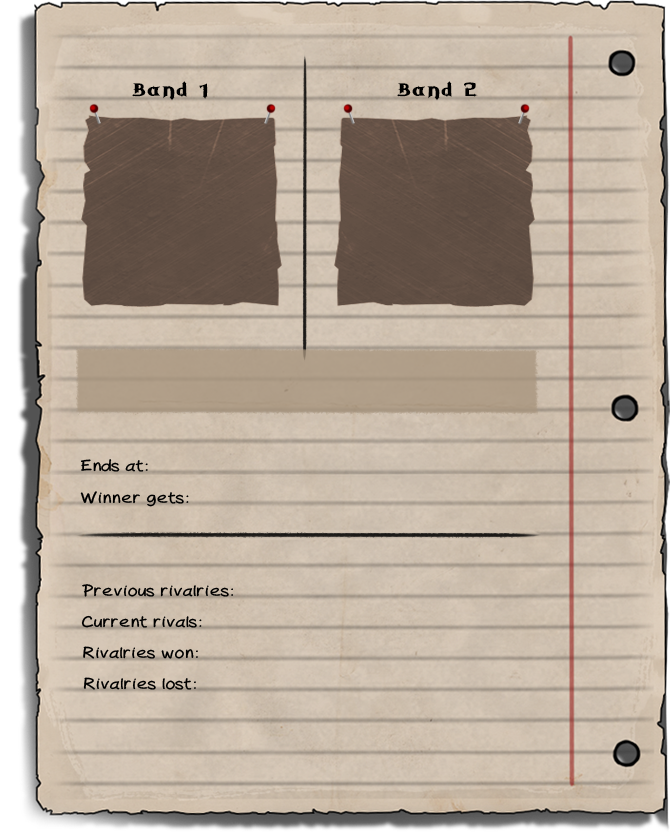 Band 1
Band 2
Ends at:
Winner gets:
Previous rivalries:
Current rivals:
Rivalries won:
Rivalries lost: